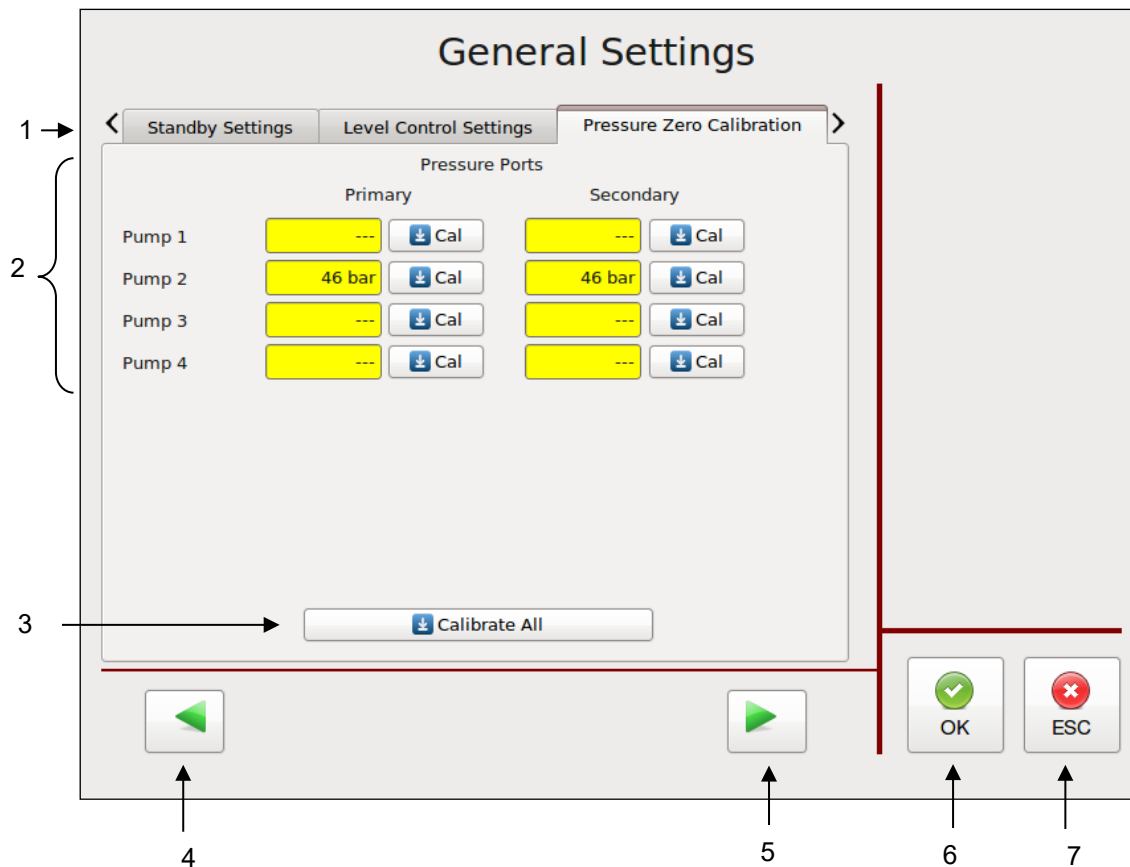 General Settings
1
Standby Settings Level Control Settings Pressure Zero Calibration
Pressure Ports
Primary Secondary
2
Pump 1 --- Cal --- Cal
Pump 2 46 bar Cal 46 bar Cal
Pump 3 --- Cal --- Cal
Pump 4 --- Cal --- Cal
3 Calibrate All
OK ESC
4 5 6 7